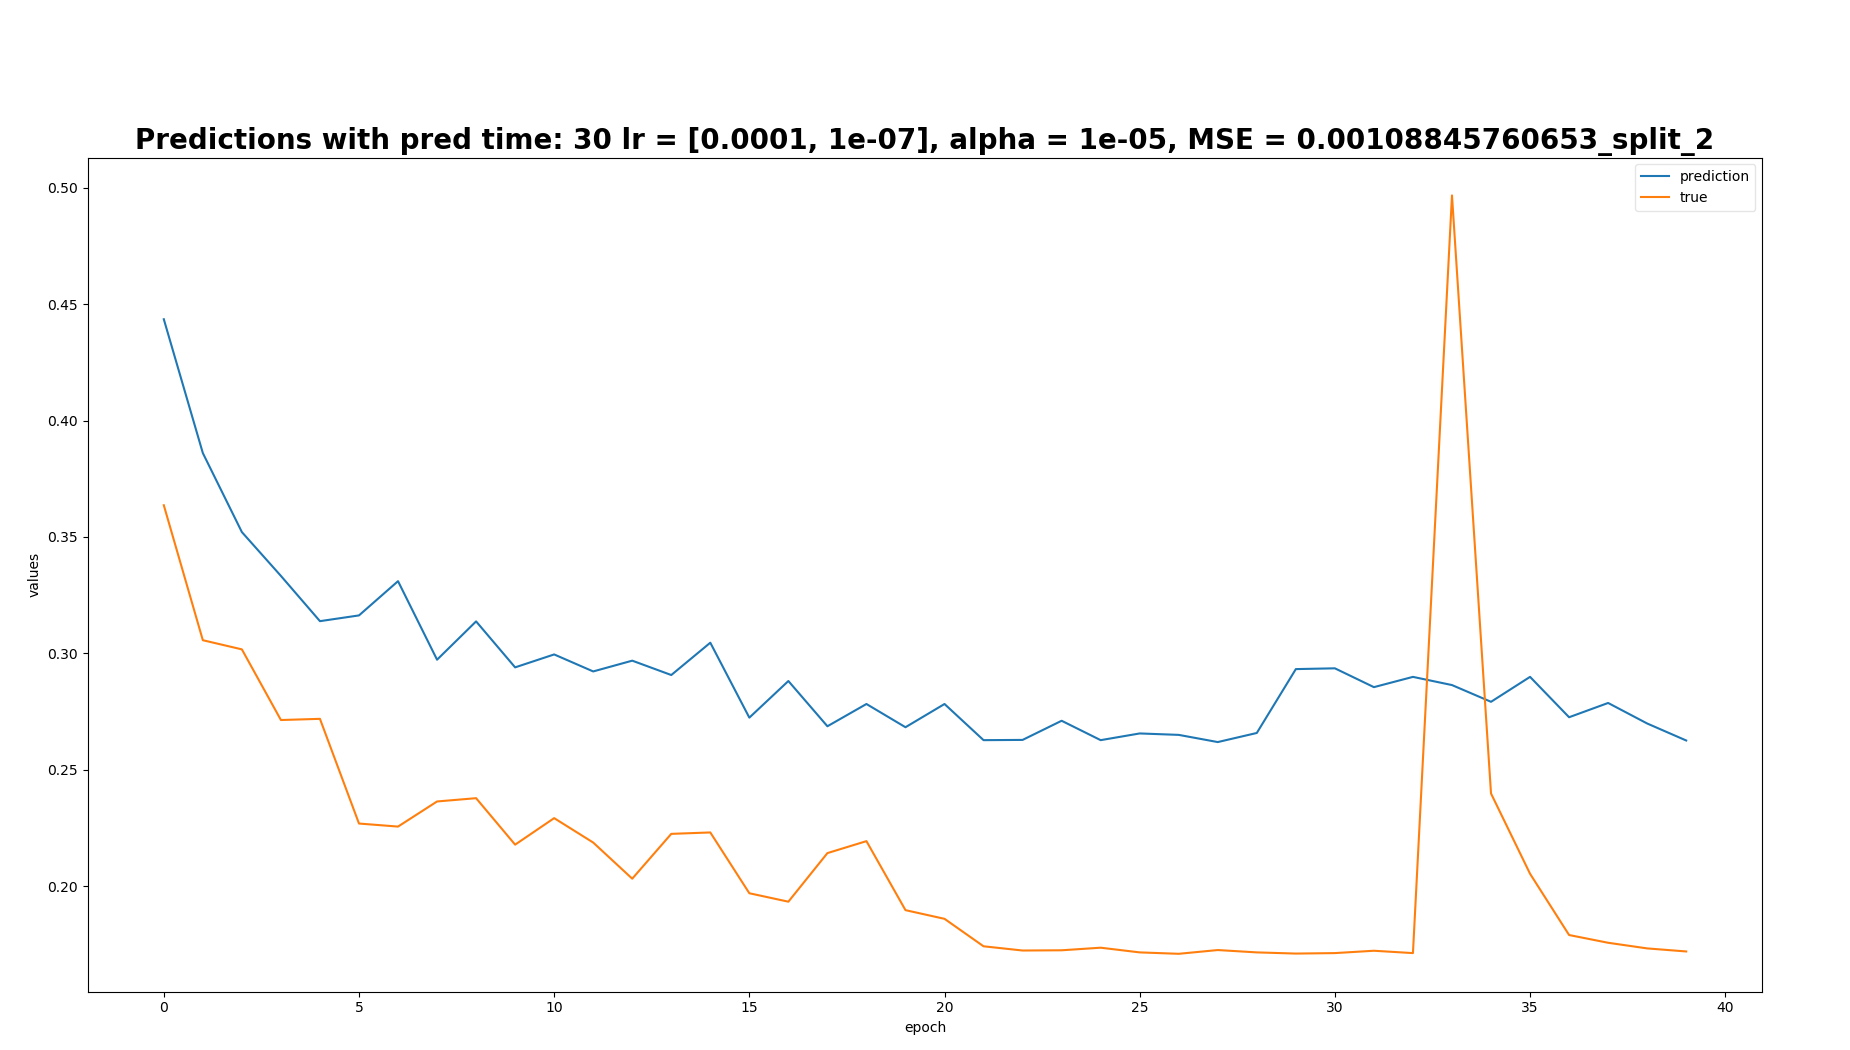 Predictions with pred time: 30 lr = [0.0001, 1e-07], alpha = 1e-05, MSE = 0.00108845760653_split_2
prediction
true
0.50
0.45
0.40
0.35
0.30
0.25
0.20
values
0 5 10 15 20 25 30 35 40
epoch